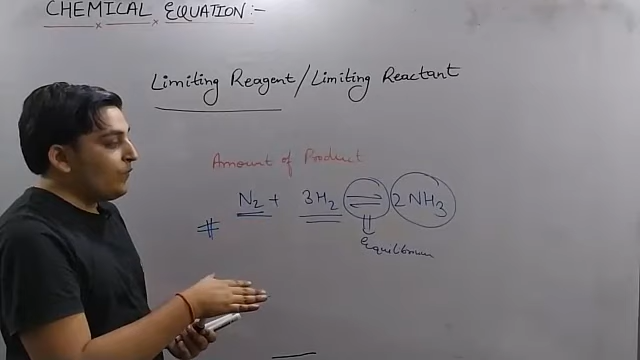 CHEMICAL EQUATION:-
Limiting Reagent/Limiting Reactant
Amount of Product
# N₂ + 3H₂ ⇌ 2NH₃
Equilibrium